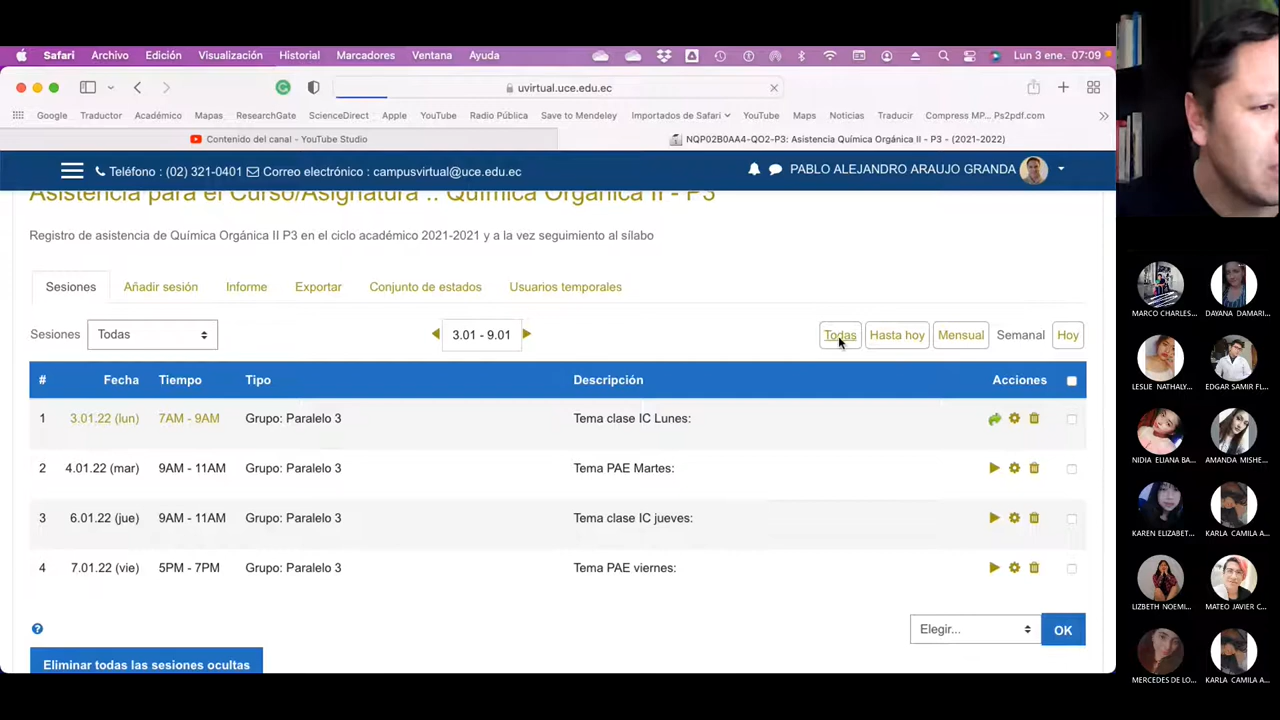 Safari Archivo Edición Visualización Historial Marcadores Ventana Ayuda Lun 3 ene. 07:09
uvirtual.uce.edu.ec
Google Traductor Académico Mapas ResearchGate ScienceDirect Apple YouTube Radio Pública Save to Mendeley Importados de Safari YouTube Maps Noticias Traducir Compress MP... Ps2pdf.com
Contenido del canal - YouTube Studio NQP02B0AA4-QO2-P3: Asistencia Química Orgánica II - P3 - (2021-2022)
Teléfono : (02) 321-0401 Correo electrónico : campusvirtual@uce.edu.ec PABLO ALEJANDRO ARAUJO GRANDA
Asistencia para el Curso/Asignatura :: Química Orgánica II - P3
Registro de asistencia de Química Orgánica II P3 en el ciclo académico 2021-2021 y a la vez seguimiento al sílabo
Sesiones Añadir sesión Informe Exportar Conjunto de estados Usuarios temporales
Sesiones Todas 3.01 - 9.01 Todas Hasta hoy Mensual Semanal Hoy
# Fecha Tiempo Tipo Descripción Acciones
1 3.01.22 (lun) 7AM - 9AM Grupo: Paralelo 3 Tema clase IC Lunes:
2 4.01.22 (mar) 9AM - 11AM Grupo: Paralelo 3 Tema PAE Martes:
3 6.01.22 (jue) 9AM - 11AM Grupo: Paralelo 3 Tema clase IC jueves:
4 7.01.22 (vie) 5PM - 7PM Grupo: Paralelo 3 Tema PAE viernes:
Elegir... OK
Eliminar todas las sesiones ocultas
MARCO CHARLES... DAYANA DAMARI...
LESLIE NATHALY... EDGAR SAMIR FL...
NIDIA ELIANA BA... AMANDA MISHE...
KAREN ELIZABET... KARLA CAMILA A...
LIZBETH NOEMI... MATEO JAVIER C...
MERCEDES DE LO... KARLA CAMILA A...